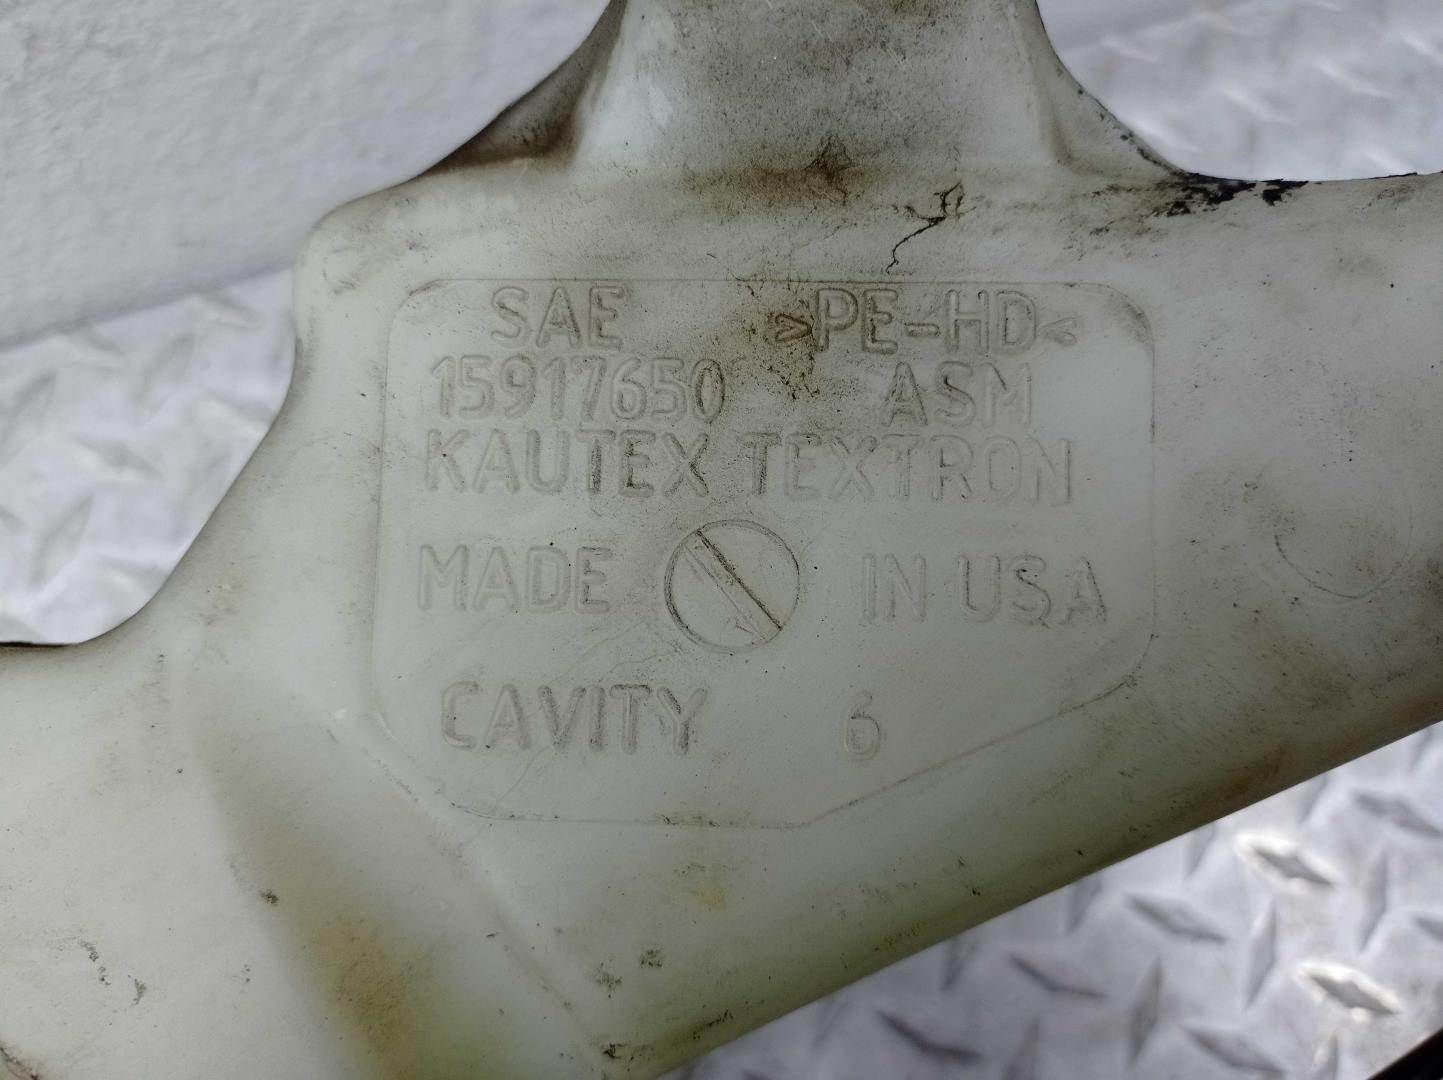 SAE >PE-HD<
15917650 ASM
KAUTEX TEXTRON
MADE IN USA
CAVITY 6